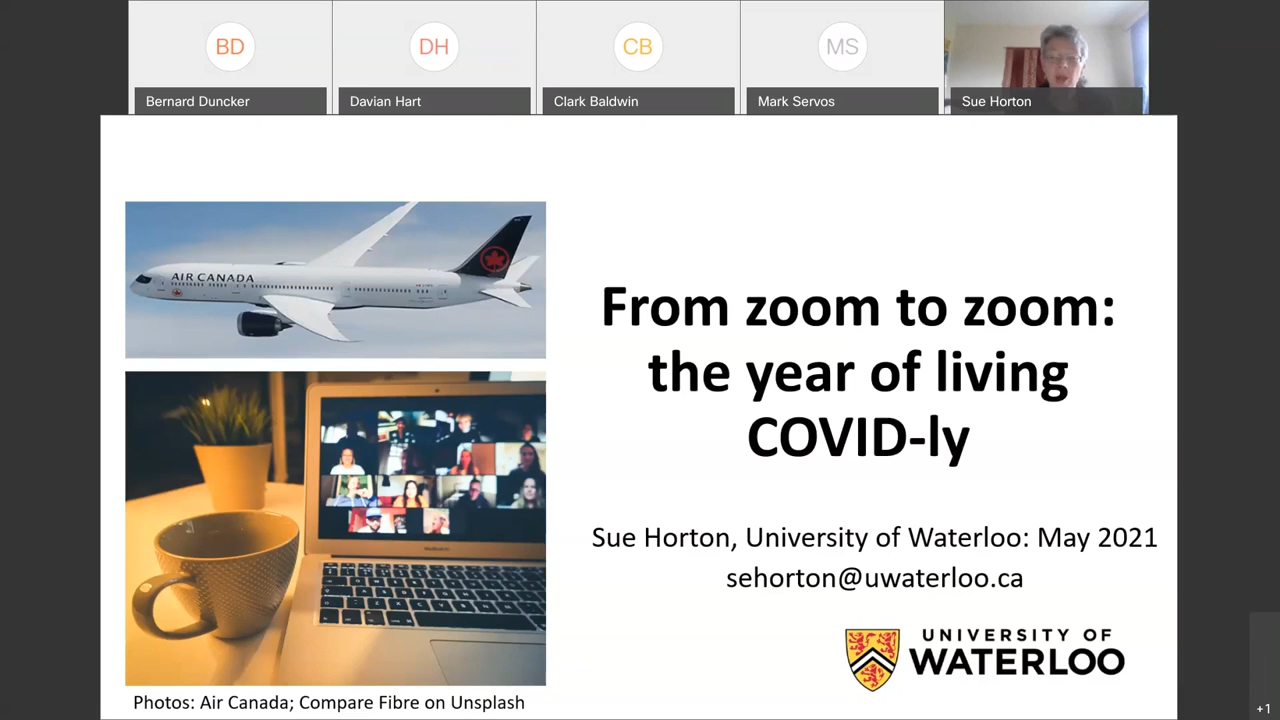 BD
DH
CB
MS
Bernard Duncker
Davian Hart
Clark Baldwin
Mark Servos
Sue Horton
AIR CANADA
From zoom to zoom:
the year of living
COVID-ly
Sue Horton, University of Waterloo: May 2021
sehorton@uwaterloo.ca
UNIVERSITY OF
WATERLOO
Photos: Air Canada; Compare Fibre on Unsplash
+1